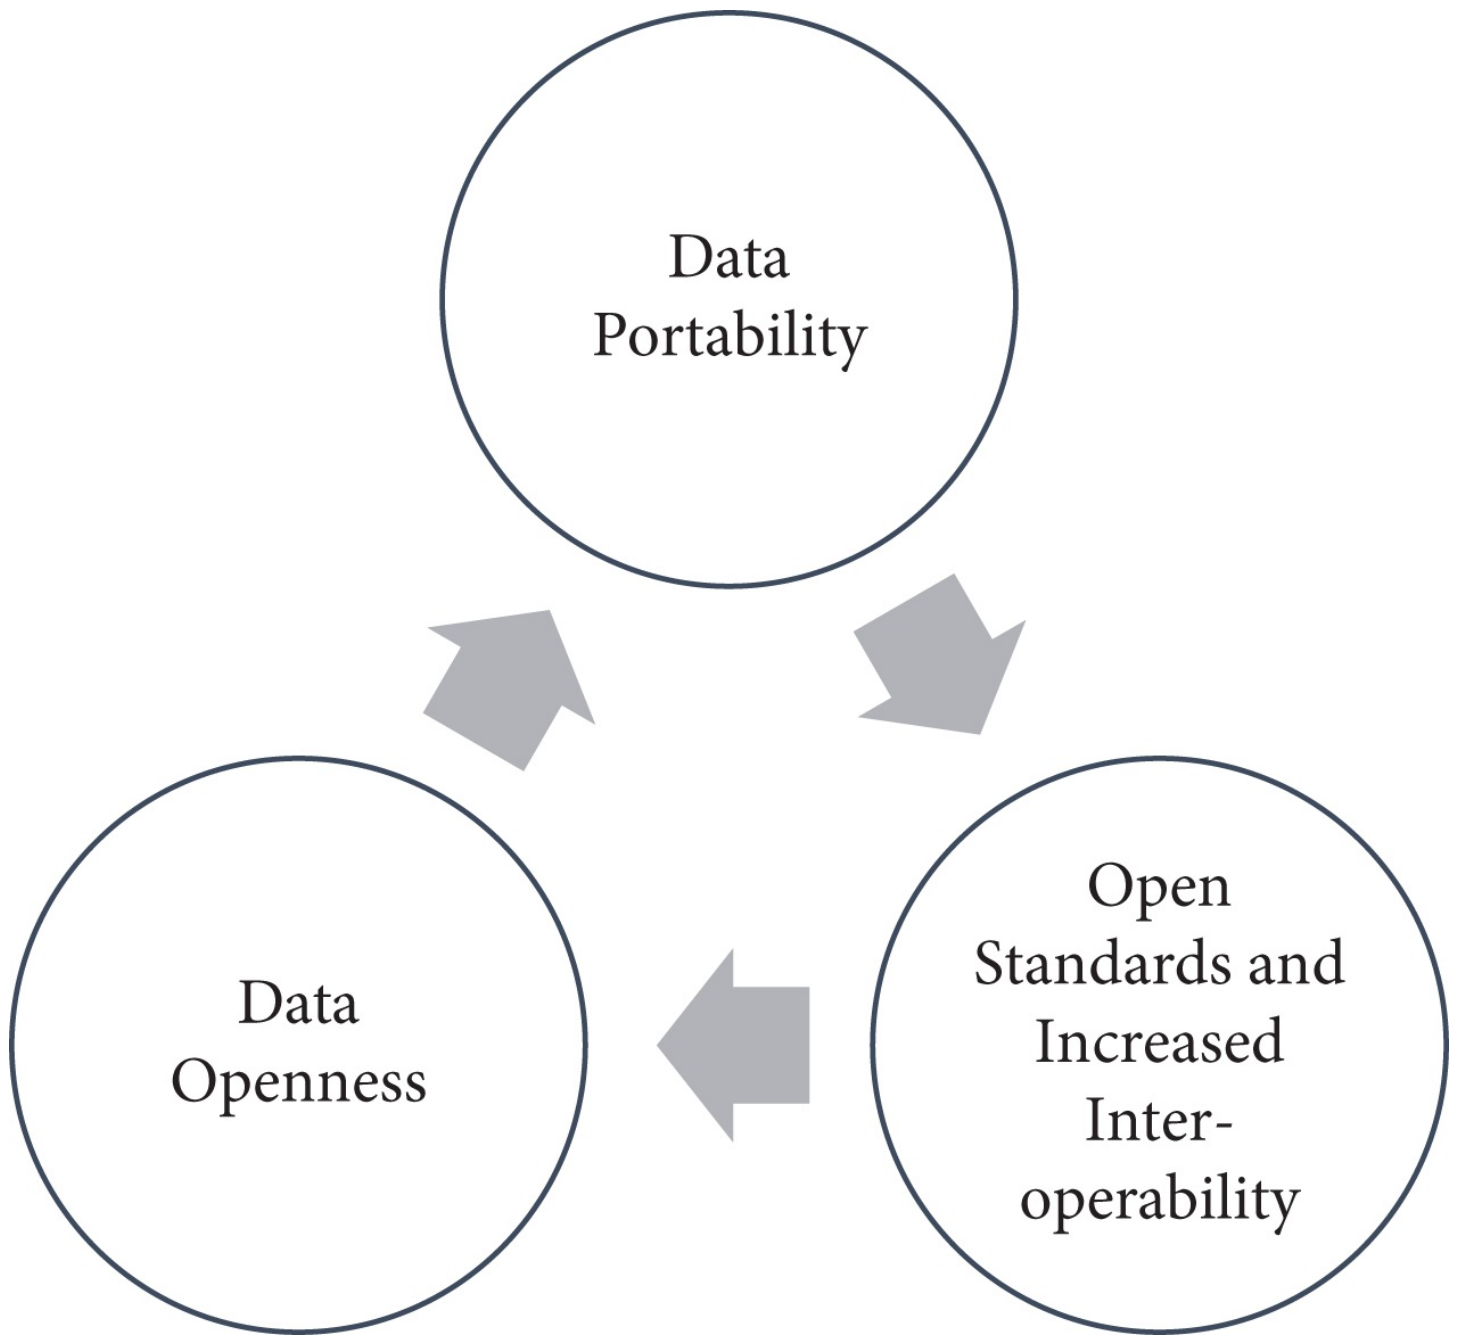 Data
Portability
Open
Standards and
Increased
Inter-
operability
Data
Openness